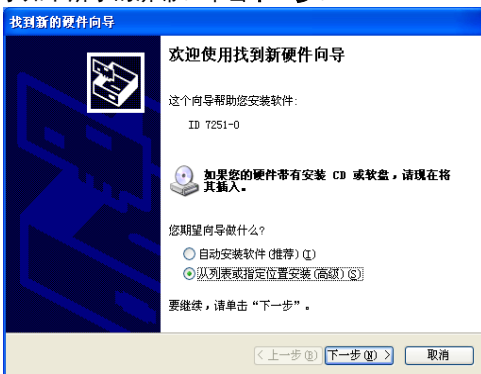 找到新的硬件向导
欢迎使用找到新硬件向导
这个向导帮助您安装软件:
ID 7251-0
如果您的硬件带有安装 CD 或软盘，请现在将
其插入。
您期望向导做什么?
自动安装软件(推荐)(I)
从列表或指定位置安装(高级)(S)
要继续，请单击“下一步”。
<上一步(B) 下一步(N) > 取消